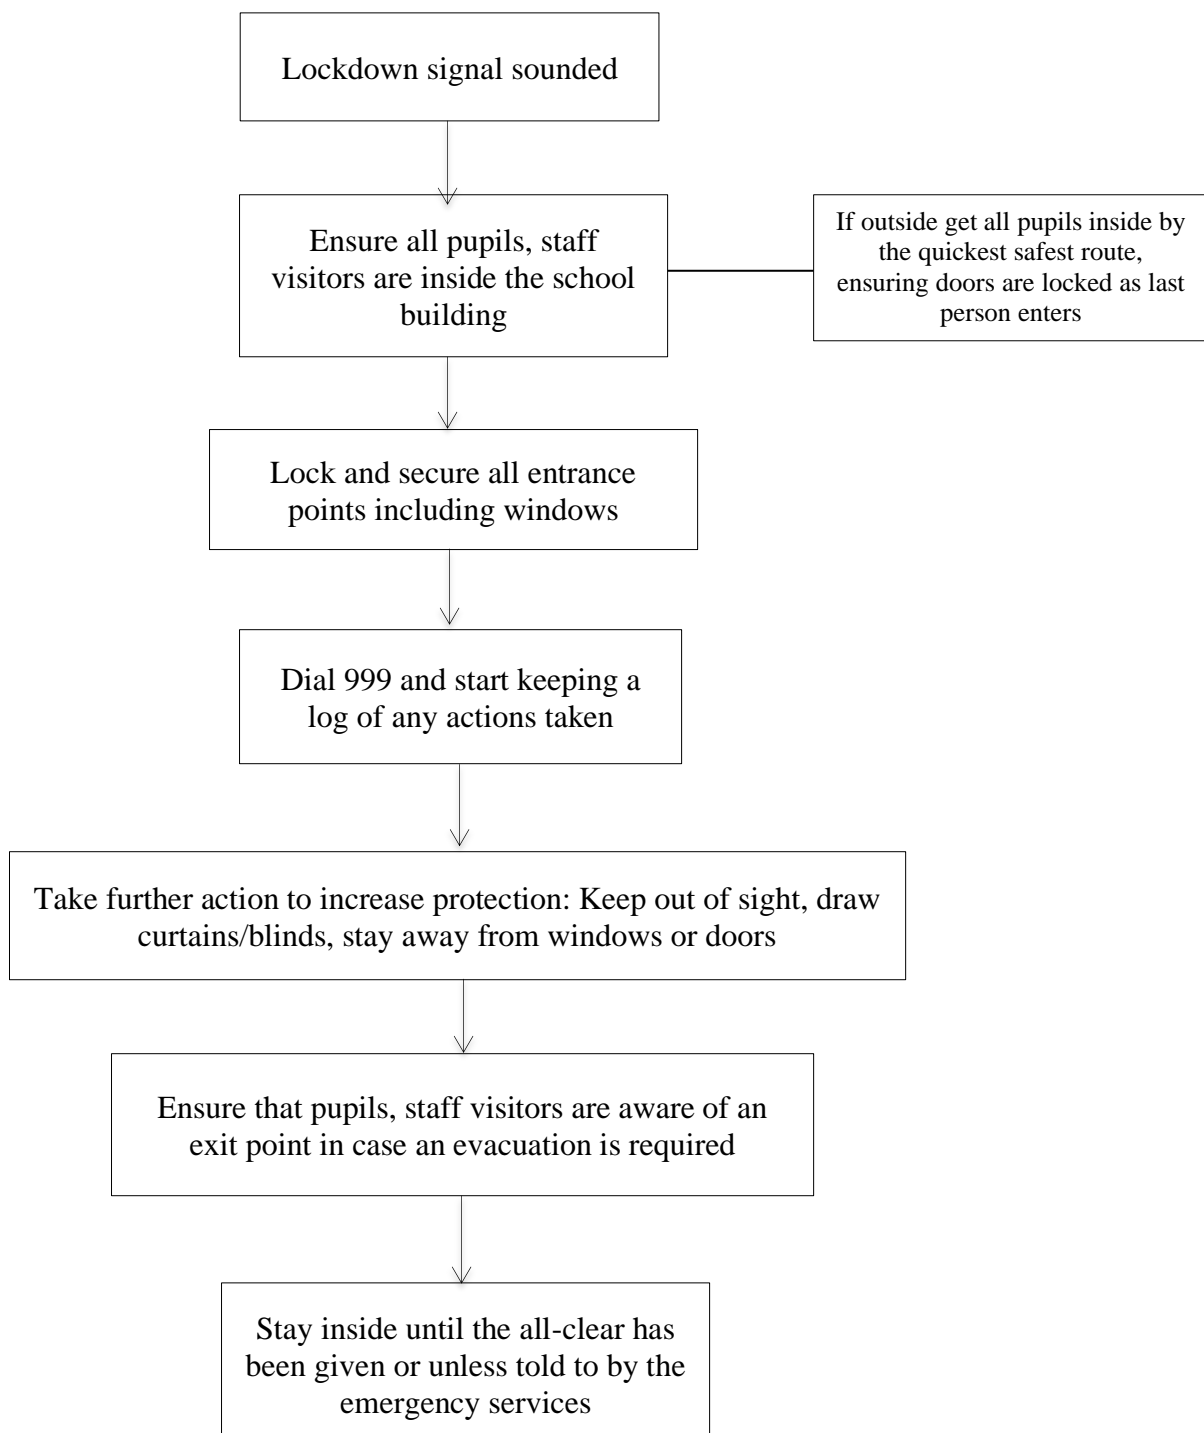 Lockdown signal sounded
Ensure all pupils, staff
visitors are inside the school
building
If outside get all pupils inside by
the quickest safest route,
ensuring doors are locked as last
person enters
Lock and secure all entrance
points including windows
Dial 999 and start keeping a
log of any actions taken
Take further action to increase protection: Keep out of sight, draw
curtains/blinds, stay away from windows or doors
Ensure that pupils, staff visitors are aware of an
exit point in case an evacuation is required
Stay inside until the all-clear has
been given or unless told to by the
emergency services